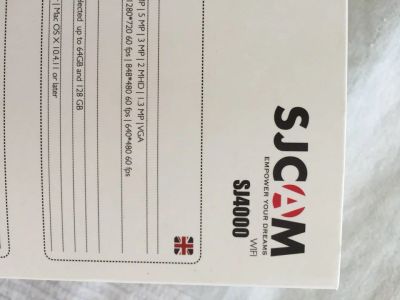 SJCAM
EMPOWER YOUR DREAMS
SJ4000 WIFI
| 5 MP | 3 MP | 2 MHD | 1.3 MP | VGA
1280*720 60 fps | 848*480 60 fps | 640*480 60 fps
up to 64GB and 128 GB
| Mac OS X 10.4.11 or later